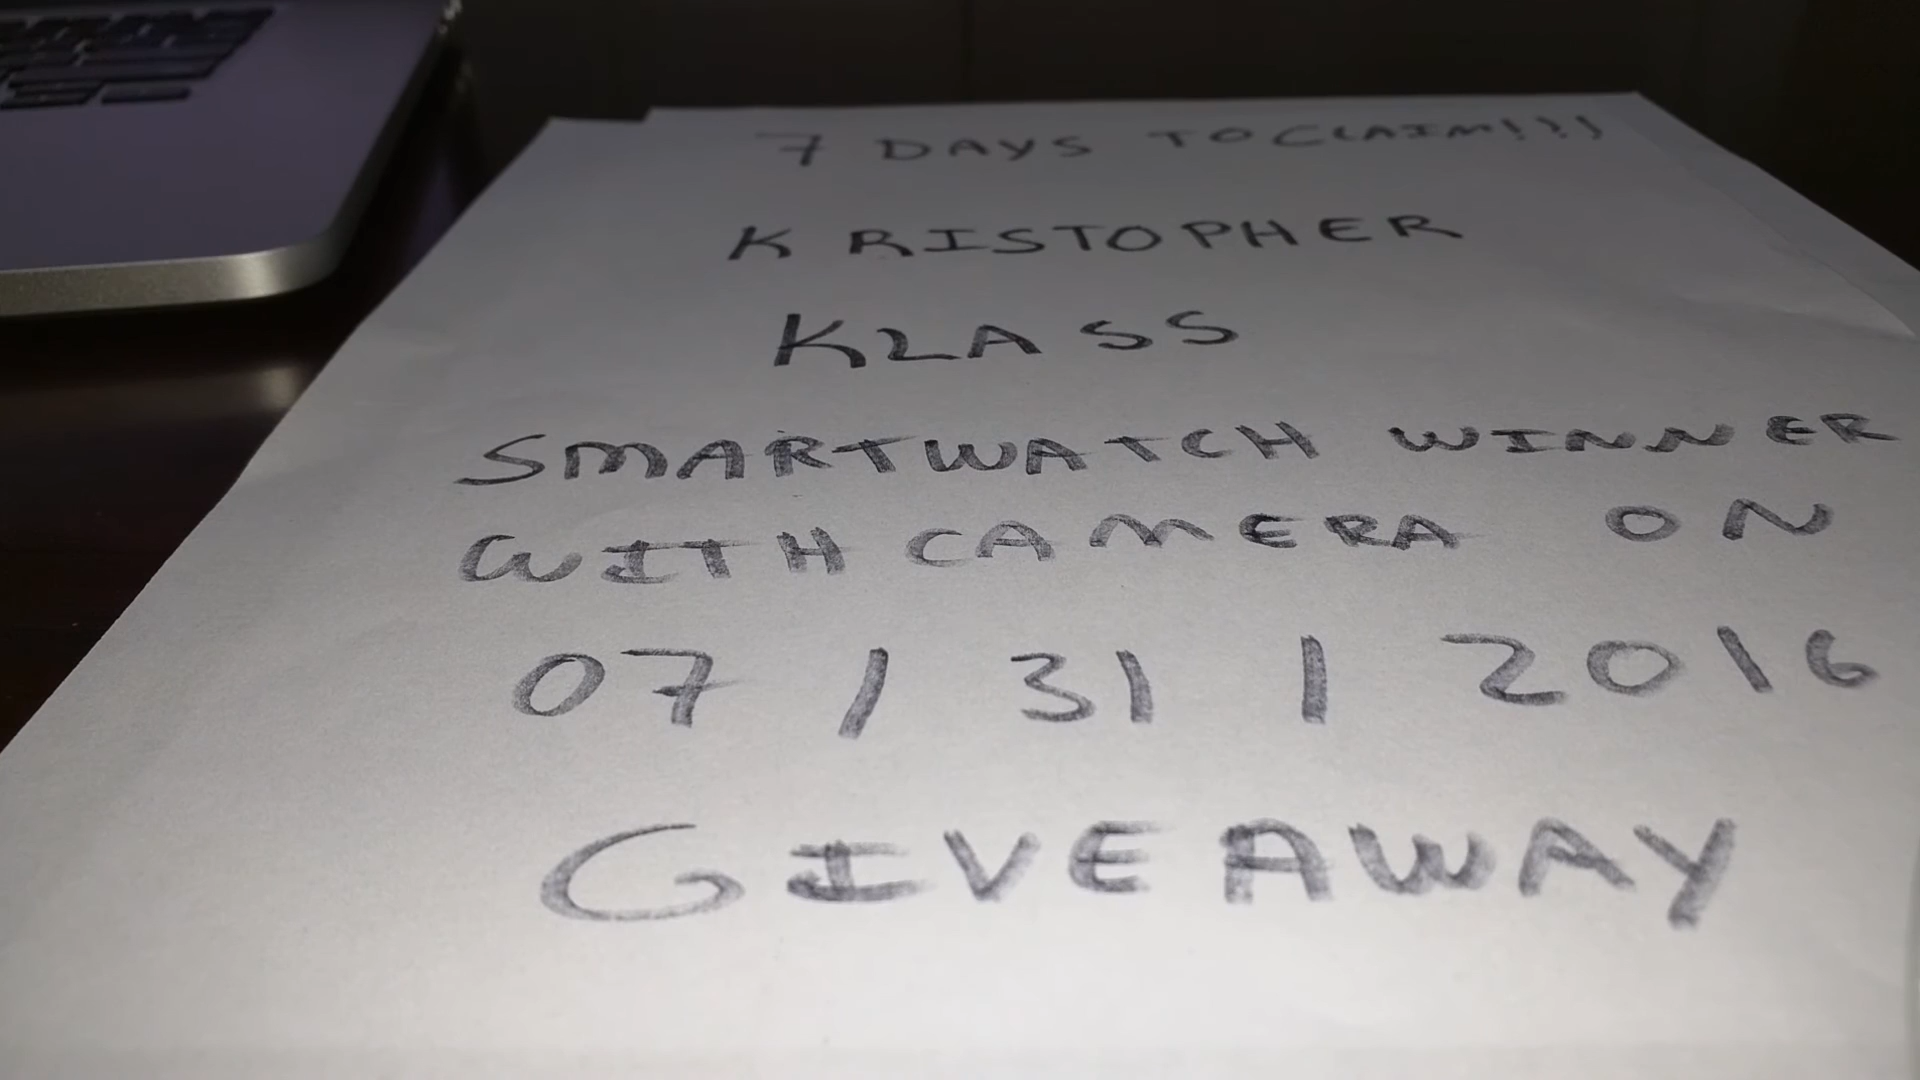 7 DAYS TO CLAIM!!!
KRISTOPHER
KLASS
SMARTWATCH WINNER
WITH CAMERA ON
07/31/2016
GIVEAWAY